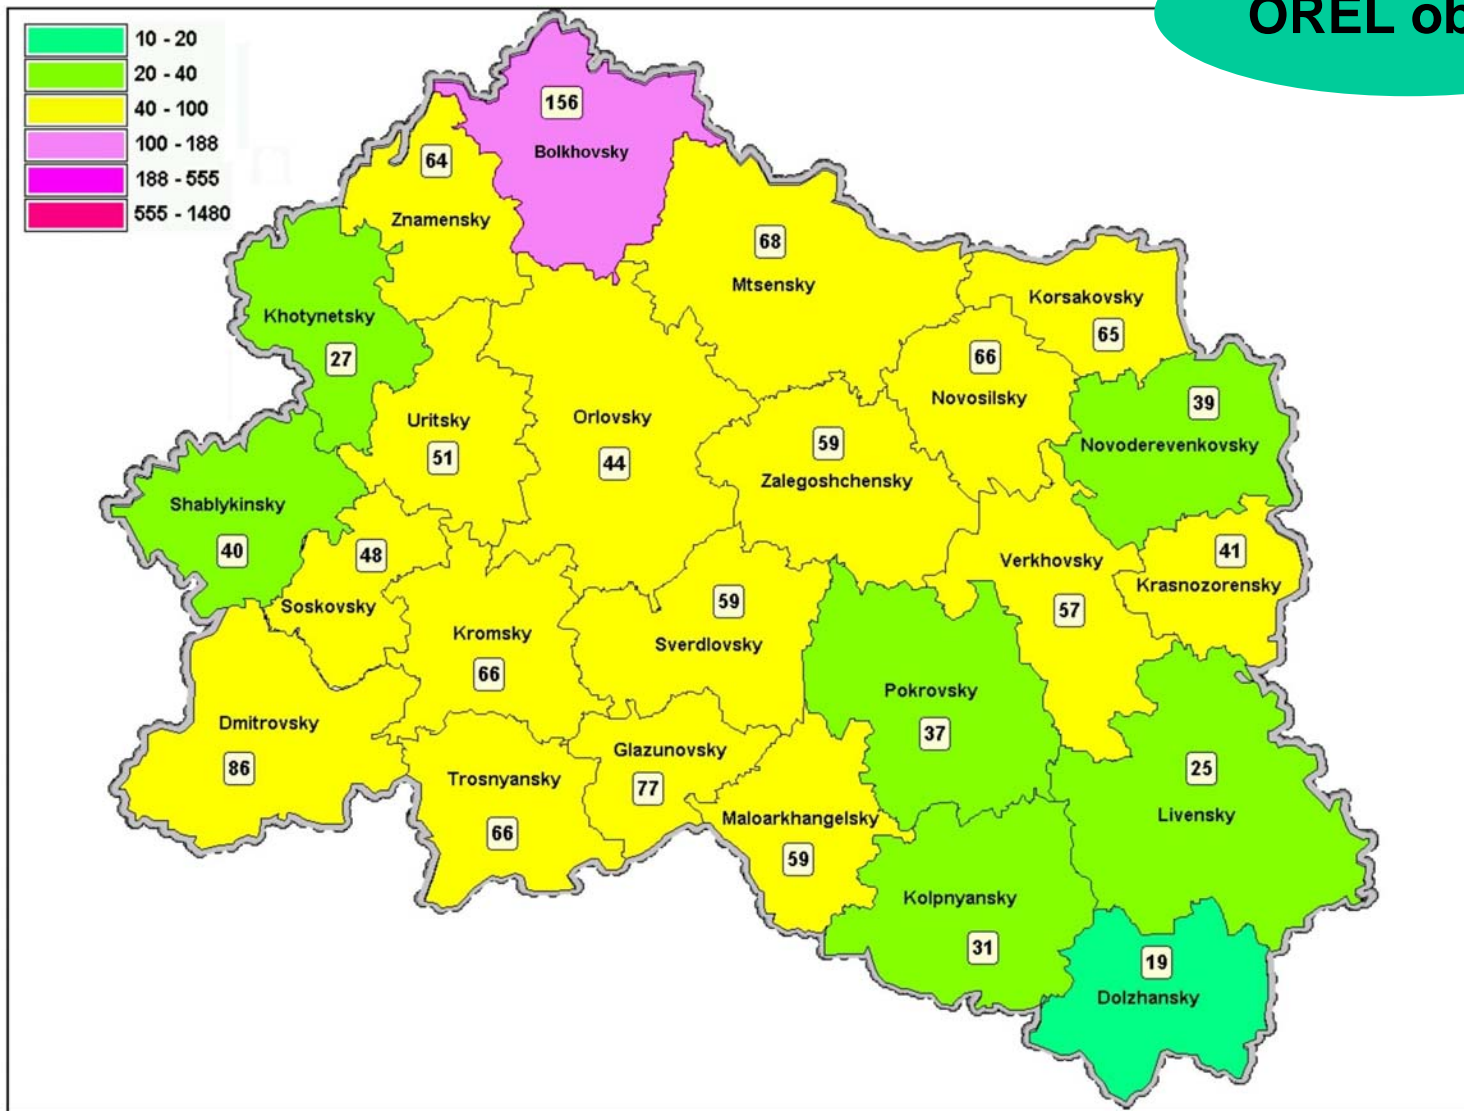 OREL ob
10 - 20
20 - 40
40 - 100
100 - 188
188 - 555
555 - 1480
156
Bolkhovsky
64
Znamensky
68
Mtsensky
Korsakovsky
65
Khotynetsky
27
66
Novosilsky
39
Novoderevenkovsky
Uritsky
51
Orlovsky
44
59
Zalegoshchensky
Shablykinsky
40
48
Soskovsky
Verkhovsky
57
41
Krasnozorensky
Kromsky
66
59
Sverdlovsky
Pokrovsky
37
Dmitrovsky
86
Trosnyansky
66
Glazunovsky
77
Maloarkhangelsky
59
25
Livensky
Kolpnyansky
31
19
Dolzhansky